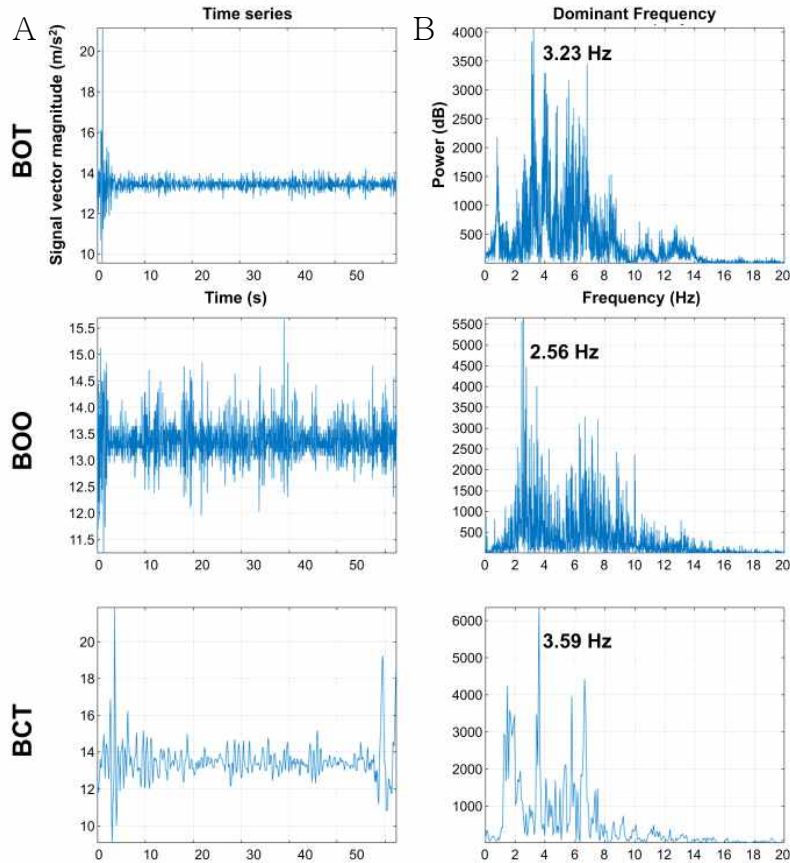 A
Time series
B
Dominant Frequency
BOT
Signal vector magnitude (m/s²)
20
18
16
14
12
10
0 10 20 30 40 50
Time (s)
Power (dB)
4000
3500
3000
2500
2000
1500
1000
500
3.23 Hz
0 2 4 6 8 10 12 14 16 18 20
Frequency (Hz)
BOO
15.5
15.0
14.5
14.0
13.5
13.0
12.5
12.0
11.5
0 10 20 30 40 50
5500
5000
4500
4000
3500
3000
2500
2000
1500
1000
500
2.56 Hz
0 2 4 6 8 10 12 14 16 18 20
BCT
20
18
16
14
12
10
0 10 20 30 40 50
6000
5000
4000
3000
2000
1000
3.59 Hz
0 2 4 6 8 10 12 14 16 18 20